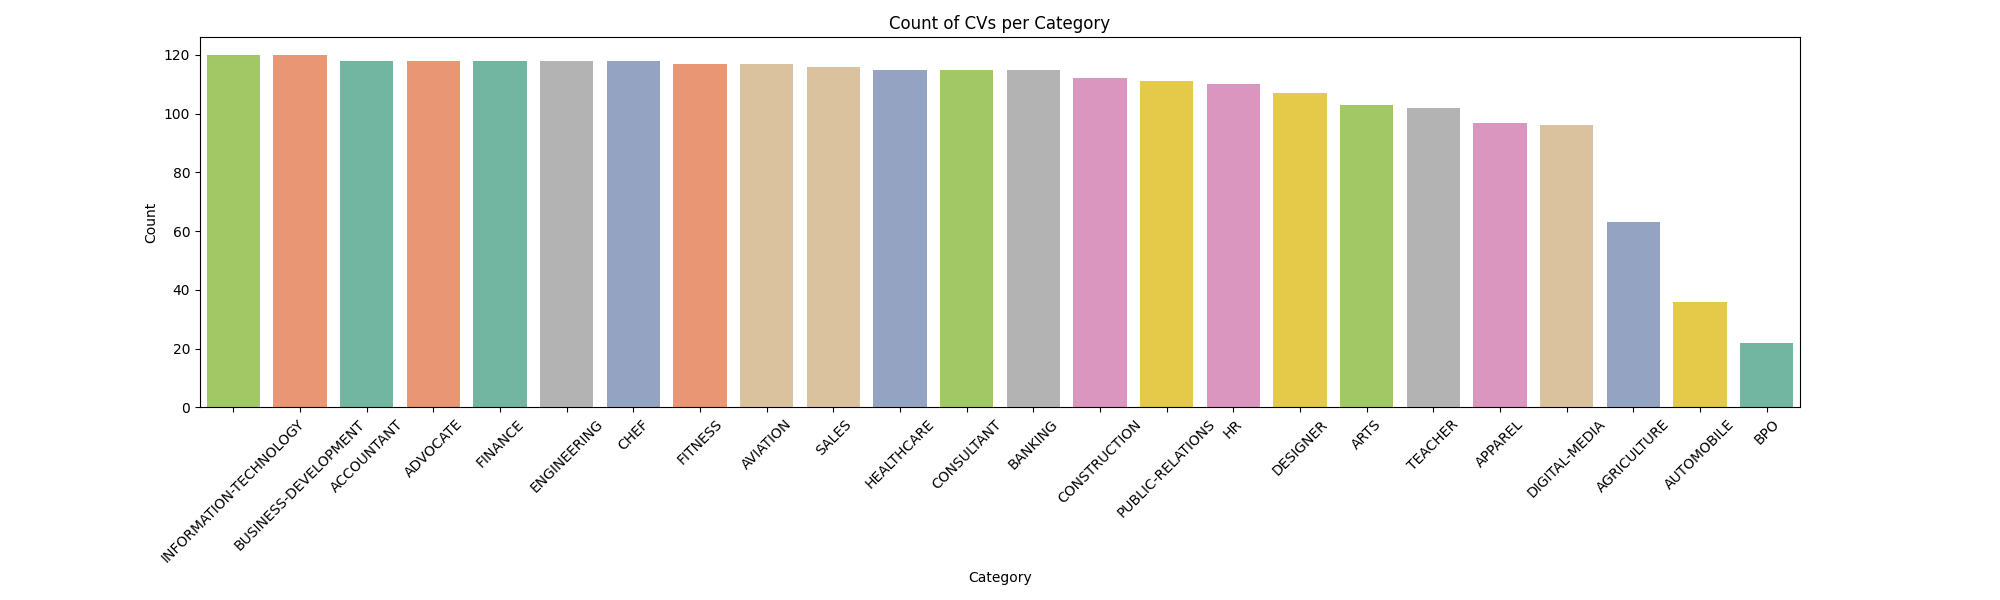 Count of CVs per Category
Count
120
100
80
60
40
20
0
INFORMATION-TECHNOLOGY
BUSINESS-DEVELOPMENT
ACCOUNTANT
ADVOCATE
FINANCE
ENGINEERING
CHEF
FITNESS
AVIATION
SALES
HEALTHCARE
CONSULTANT
BANKING
CONSTRUCTION
PUBLIC-RELATIONS
HR
DESIGNER
ARTS
TEACHER
APPAREL
DIGITAL-MEDIA
AGRICULTURE
AUTOMOBILE
BPO
Category